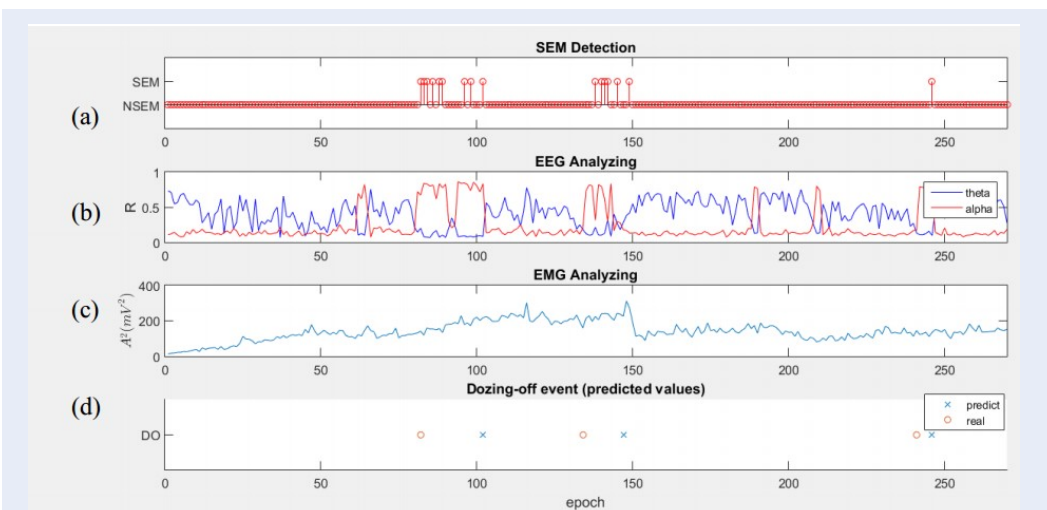 SEM Detection
SEM
NSEM
(a)
0 50 100 150 200 250
EEG Analyzing
1
0.5
0
R
(b)
theta
alpha
0 50 100 150 200 250
EMG Analyzing
400
200
0
A²(mV²)
(c)
0 50 100 150 200 250
Dozing-off event (predicted values)
(d)
predict
real
DO
0 50 100 150 200 250
epoch